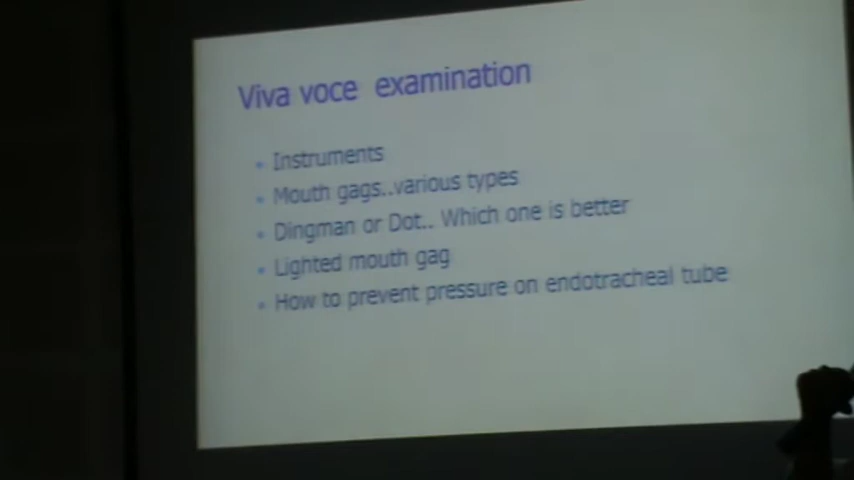 Viva voce examination
• Instruments
• Mouth gags..various types
• Dingman or Dot.. Which one is better
• Lighted mouth gag
• How to prevent pressure on endotracheal tube